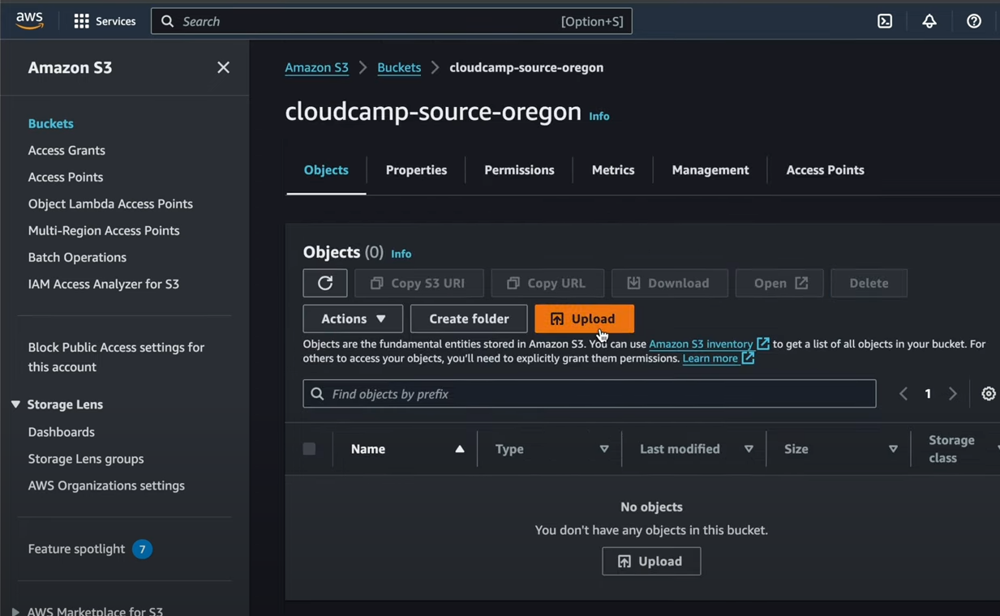 aws
Services
Search
[Option+S]
Amazon S3
Buckets
Access Grants
Access Points
Object Lambda Access Points
Multi-Region Access Points
Batch Operations
IAM Access Analyzer for S3
Block Public Access settings for
this account
Storage Lens
Dashboards
Storage Lens groups
AWS Organizations settings
Feature spotlight 7
AWS Marketplace for S3
Amazon S3 > Buckets > cloudcamp-source-oregon
cloudcamp-source-oregon Info
Objects
Properties
Permissions
Metrics
Management
Access Points
Objects (0) Info
Copy S3 URI
Copy URL
Download
Open
Delete
Actions
Create folder
Upload
Objects are the fundamental entities stored in Amazon S3. You can use Amazon S3 inventory to get a list of all objects in your bucket. For
others to access your objects, you'll need to explicitly grant them permissions. Learn more
Find objects by prefix
1
Name
Type
Last modified
Size
Storage
class
No objects
You don't have any objects in this bucket.
Upload